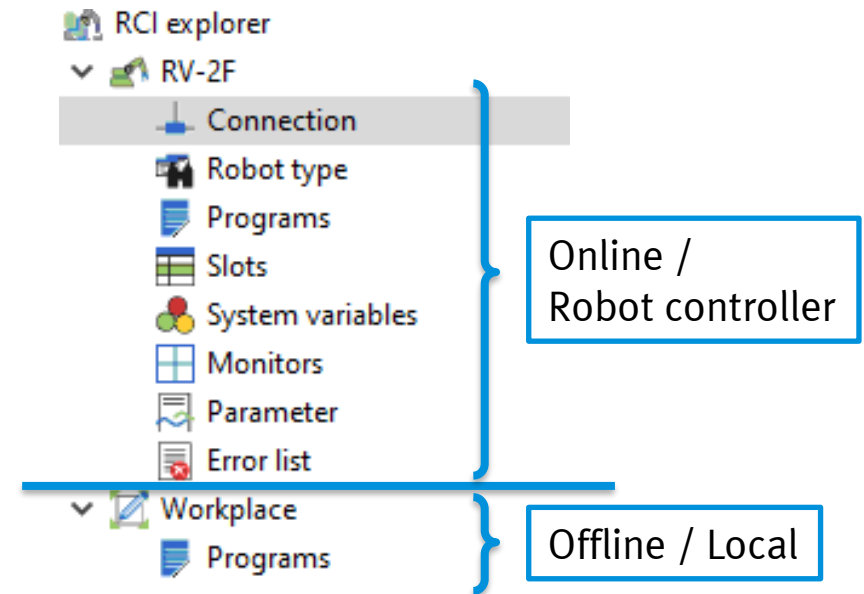 RCI explorer
RV-2F
Connection
Robot type
Programs
Slots
System variables
Monitors
Parameter
Error list
Online /
Robot controller
Workplace
Programs
Offline / Local